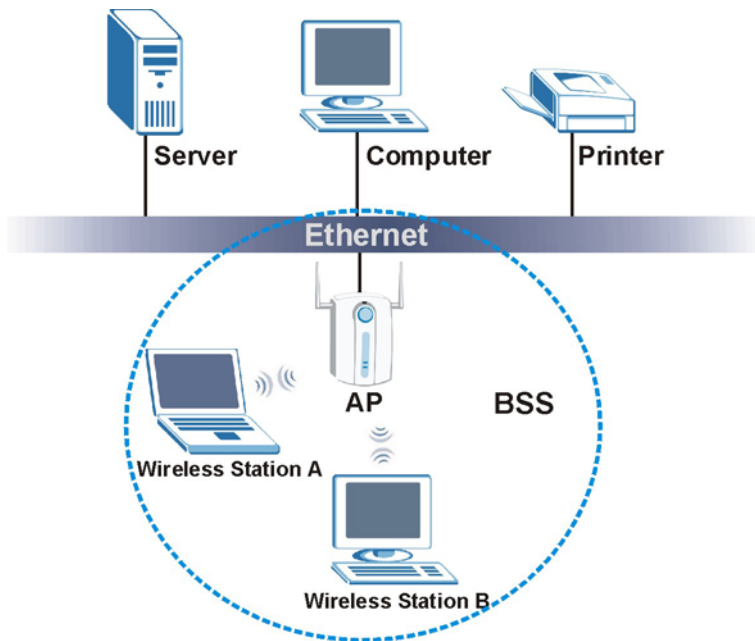 Server
Computer
Printer
Ethernet
AP
BSS
Wireless Station A
Wireless Station B